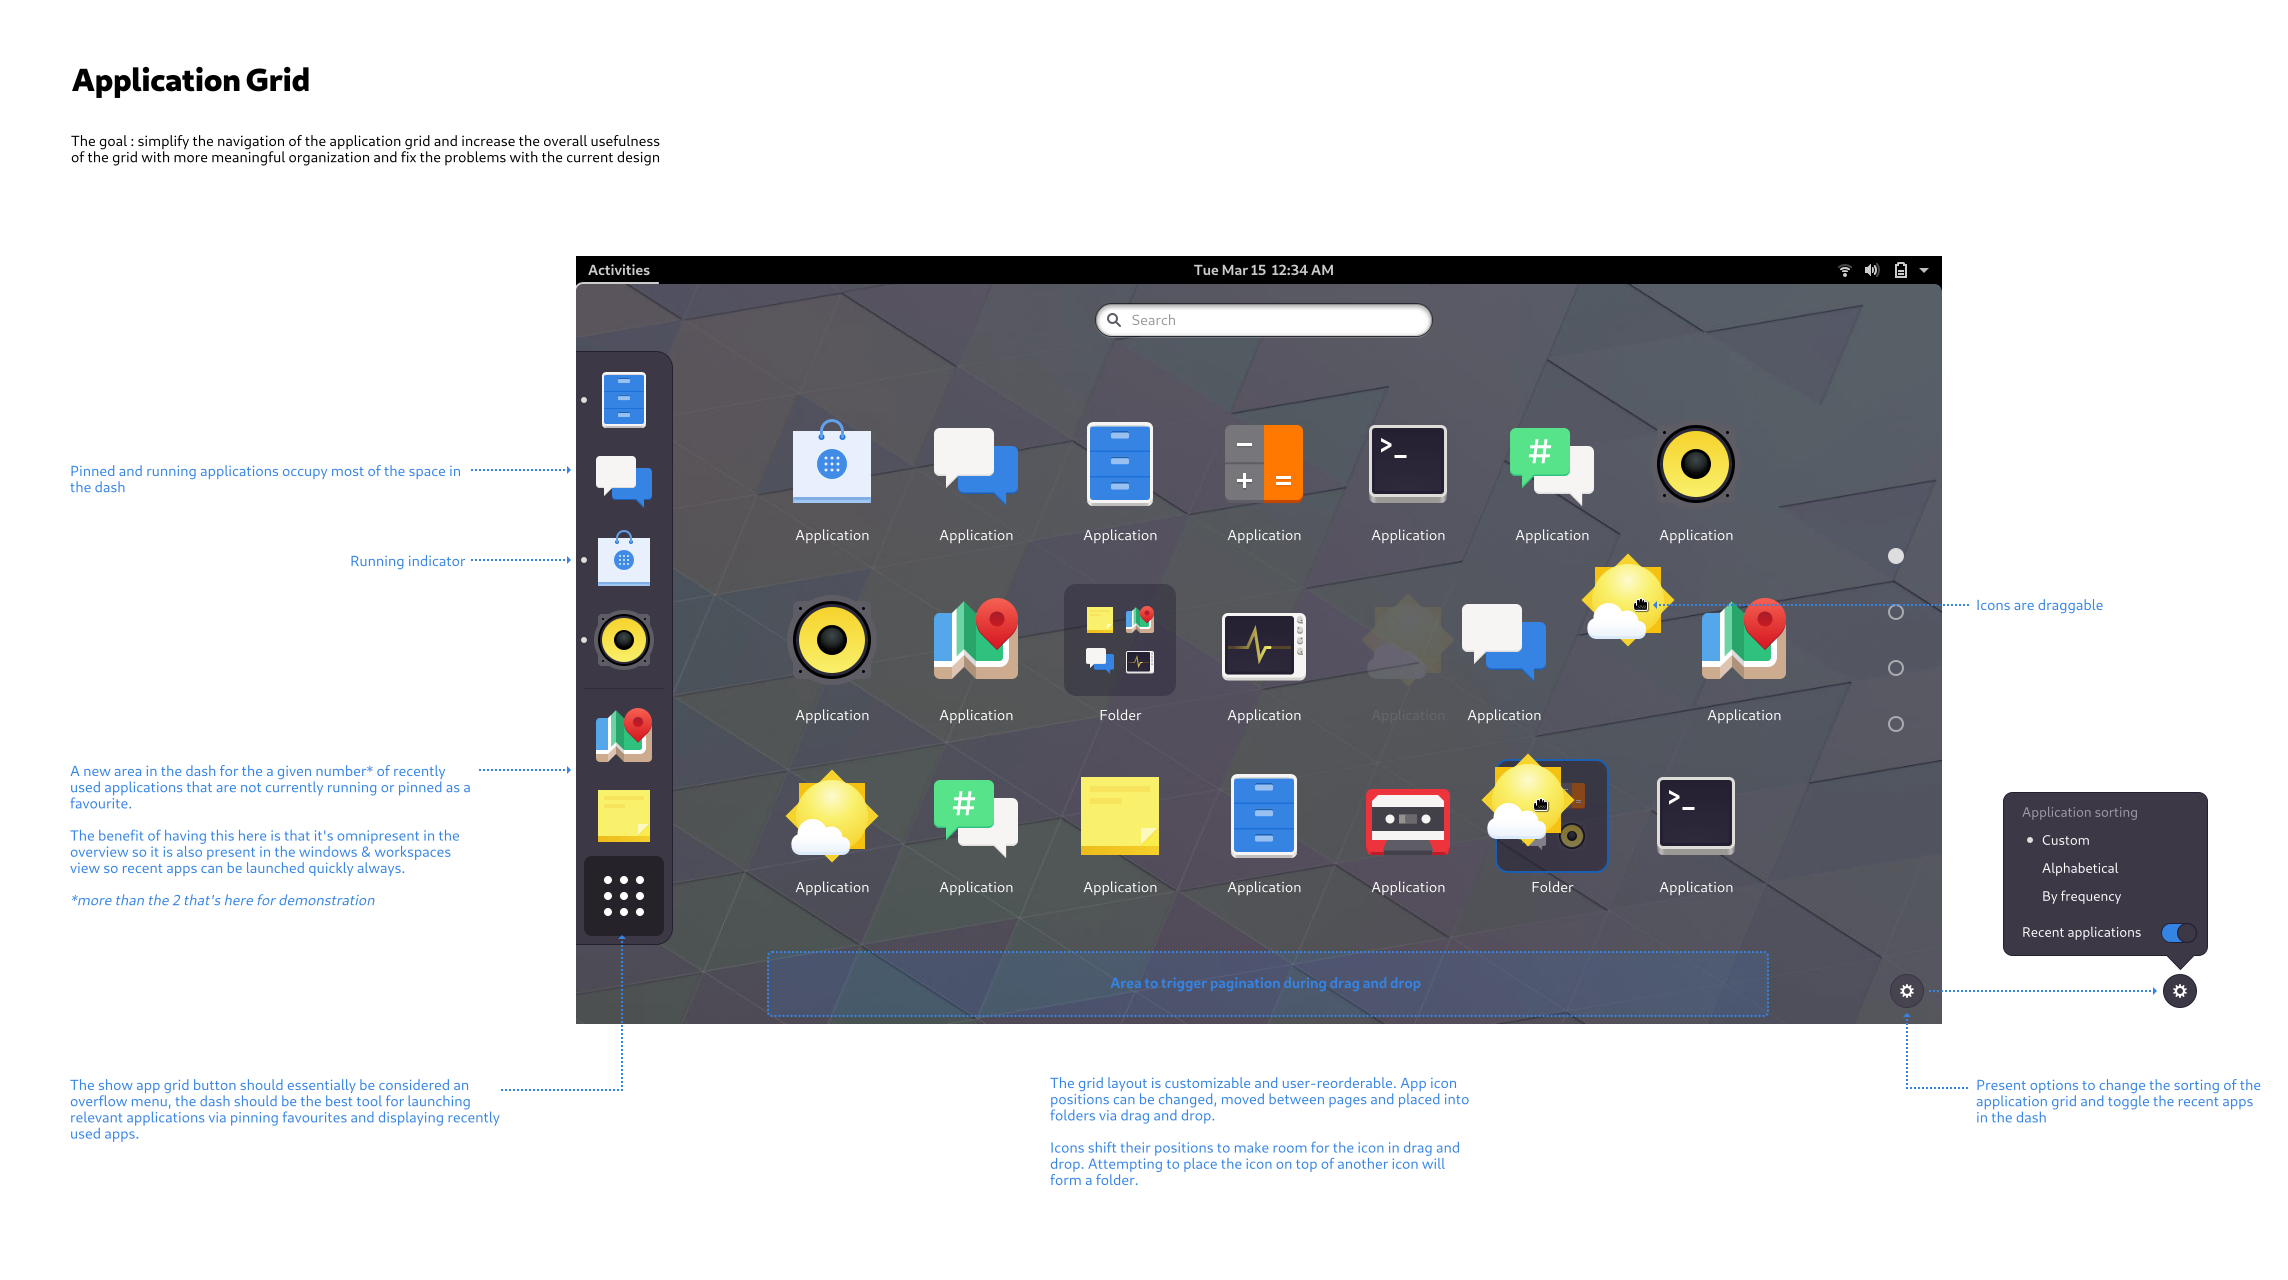 Application Grid
The goal : simplify the navigation of the application grid and increase the overall usefulness
of the grid with more meaningful organization and fix the problems with the current design
Activities
Tue Mar 15 12:34 AM
Search
Pinned and running applications occupy most of the space in
the dash
Running indicator
Application Application Application Application Application Application Application
Icons are draggable
Application Application Folder Application Application Application Application
A new area in the dash for the a given number* of recently
used applications that are not currently running or pinned as a
favourite.
The benefit of having this here is that it's omnipresent in the
overview so it is also present in the windows & workspaces
view so recent apps can be launched quickly always.
*more than the 2 that's here for demonstration
Application Application Application Application Application Folder Application
Application sorting
Custom
Alphabetical
By frequency
Recent applications
Area to trigger pagination during drag and drop
The show app grid button should essentially be considered an
overflow menu, the dash should be the best tool for launching
relevant applications via pinning favourites and displaying recently
used apps.
The grid layout is customizable and user-reorderable. App icon
positions can be changed, moved between pages and placed into
folders via drag and drop.
Icons shift their positions to make room for the icon in drag and
drop. Attempting to place the icon on top of another icon will
form a folder.
Present options to change the sorting of the
application grid and toggle the recent apps
in the dash